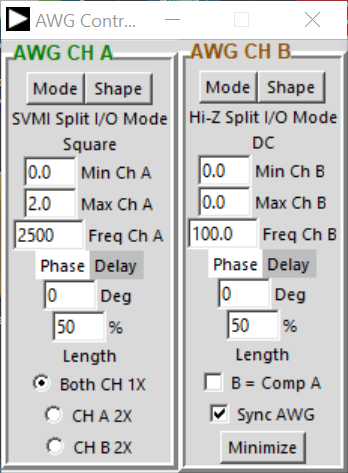 AWG Contr...
AWG CH A
Mode Shape
SVMI Split I/O Mode
Square
0.0 Min Ch A
2.0 Max Ch A
2500 Freq Ch A
Phase Delay
0 Deg
50 %
Length
Both CH 1X
CH A 2X
CH B 2X
AWG CH B
Mode Shape
Hi-Z Split I/O Mode
DC
0.0 Min Ch B
0.0 Max Ch B
100.0 Freq Ch B
Phase Delay
0 Deg
50 %
Length
B = Comp A
Sync AWG
Minimize